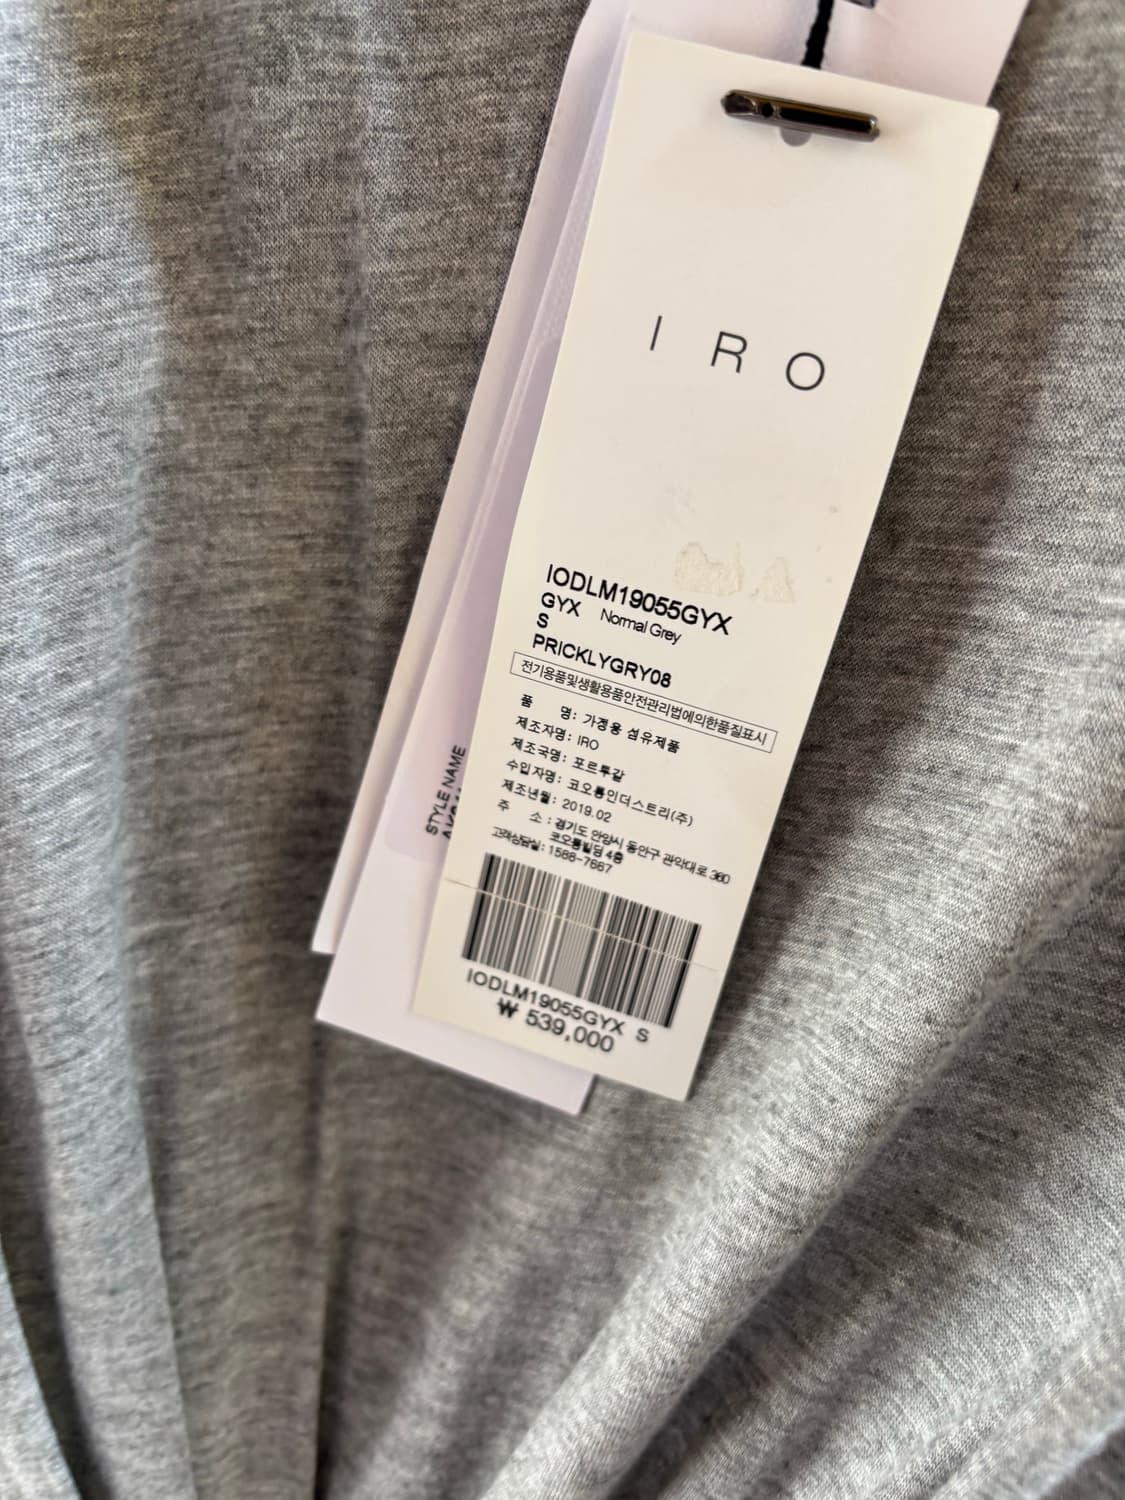 IRO
IODLM19055GYX
GYX Normal Grey
S
PRICKLYGRY08
전기용품및생활용품안전관리법에의한품질표시
품 명: 가정용 섬유제품
제조자명: IRO
제조국명: 포르투갈
수입자명: 코오롱인더스트리(주)
제조년월: 2019.02
주 소: 경기도 안양시 동안구 관악대로 360
코오롱빌딩 4층
고객상담실: 1588-7667
IODLM19055GYX S
₩ 539,000
STYLE NAME